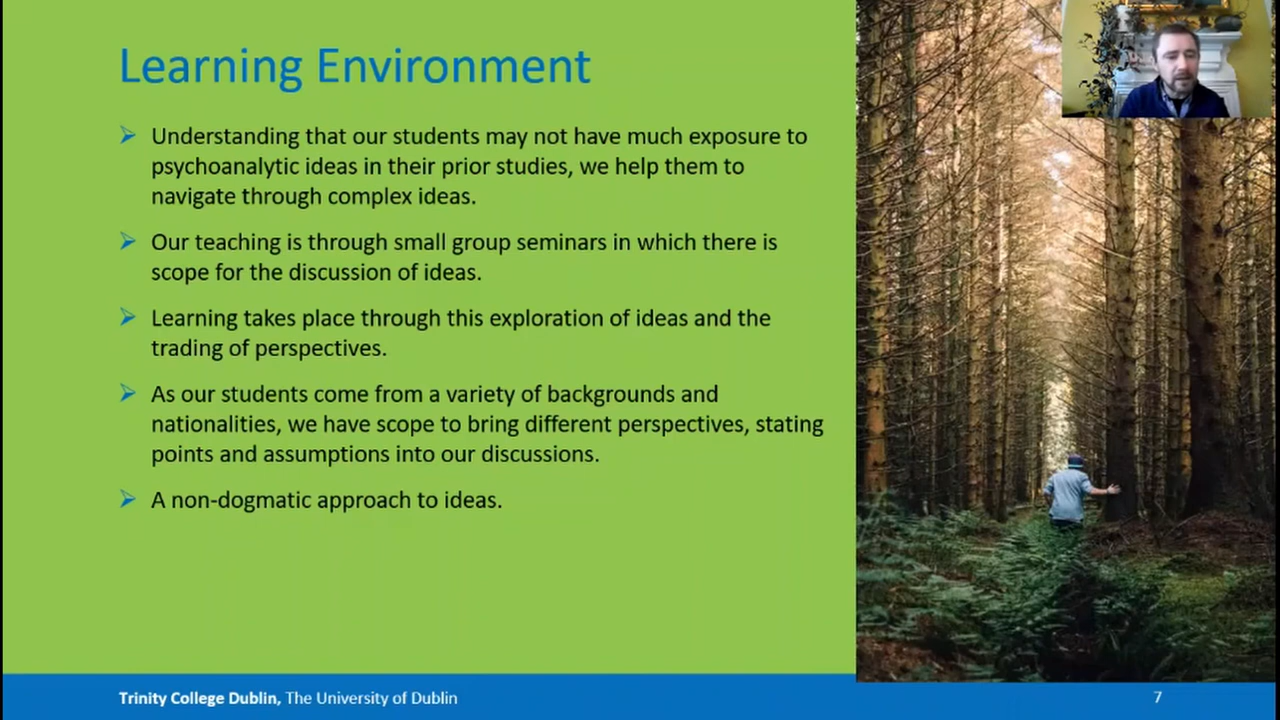 Learning Environment
Understanding that our students may not have much exposure to
psychoanalytic ideas in their prior studies, we help them to
navigate through complex ideas.
Our teaching is through small group seminars in which there is
scope for the discussion of ideas.
Learning takes place through this exploration of ideas and the
trading of perspectives.
As our students come from a variety of backgrounds and
nationalities, we have scope to bring different perspectives, stating
points and assumptions into our discussions.
A non-dogmatic approach to ideas.
Trinity College Dublin, The University of Dublin
7